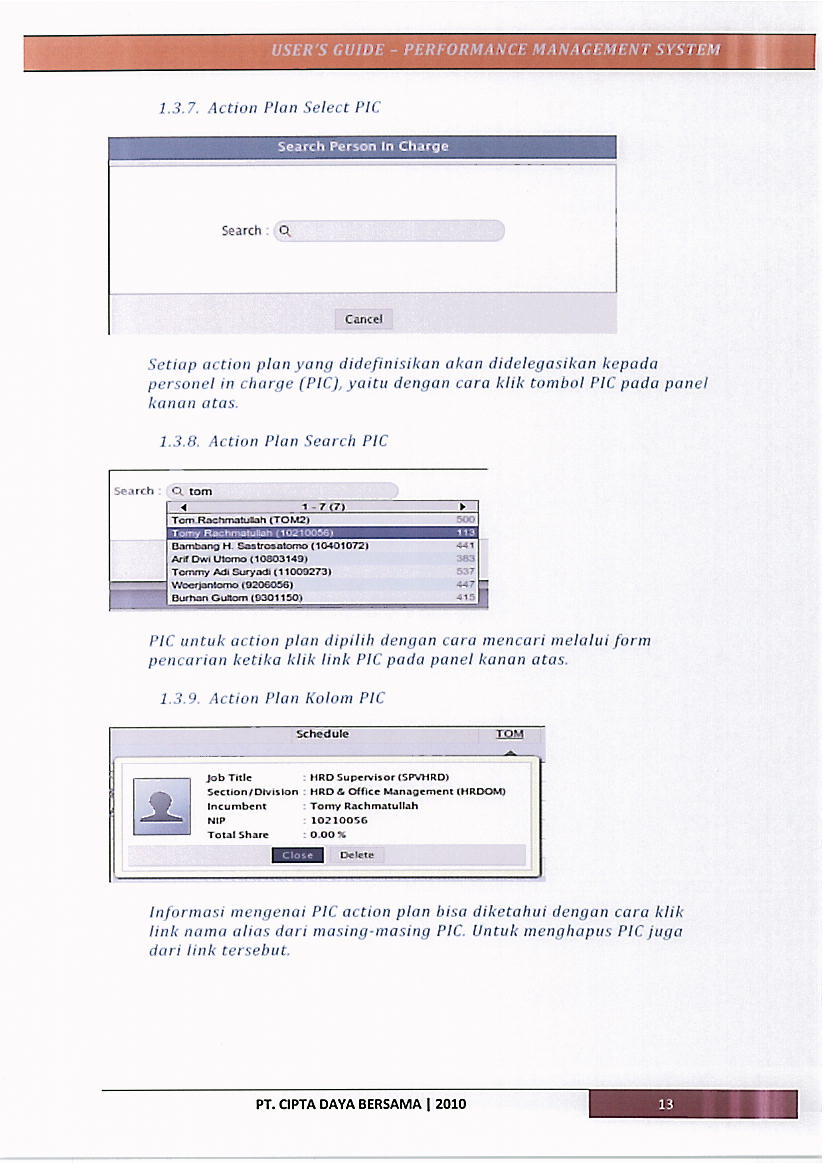 USER'S GUIDE – PERFORMANCE MANAGEMENT SYSTEM
1.3.7. Action Plan Select PIC
Search Person In Charge
Search :
Cancel
Setiap action plan yang didefinisikan akan didelegasikan kepada
personel in charge (PIC), yaitu dengan cara klik tombol PIC pada panel
kanan atas.
1.3.8. Action Plan Search PIC
Search : tom
1 - 7 (7)
Tom Rachmatullah (TOM2) 500
Tomy Rachmatullah (10210056) 113
Bambang H. Sastrosatomo (10401072) 441
Arif Dwi Utomo (10803149) 383
Tommy Adi Suryadi (11009273) 537
Woerjantomo (9206056) 447
Burhan Gultom (9301150) 415
PIC untuk action plan dipilih dengan cara mencari melalui form
pencarian ketika klik link PIC pada panel kanan atas.
1.3.9. Action Plan Kolom PIC
Schedule TOM
Job Title : HRD Supervisor (SPVHRD)
Section/Division : HRD & Office Management (HRDOM)
Incumbent : Tomy Rachmatullah
NIP : 10210056
Total Share : 0.00 %
Close Delete
Informasi mengenai PIC action plan bisa diketahui dengan cara klik
link nama alias dari masing-masing PIC. Untuk menghapus PIC juga
dari link tersebut.
PT. CIPTA DAYA BERSAMA | 2010 13